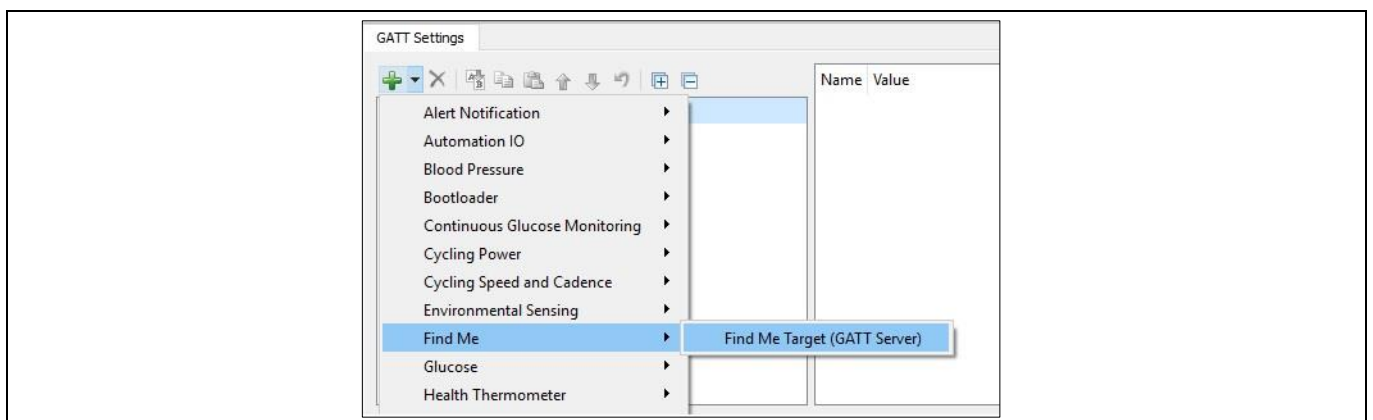 GATT Settings
Name Value
Alert Notification
Automation IO
Blood Pressure
Bootloader
Continuous Glucose Monitoring
Cycling Power
Cycling Speed and Cadence
Environmental Sensing
Find Me
Find Me Target (GATT Server)
Glucose
Health Thermometer